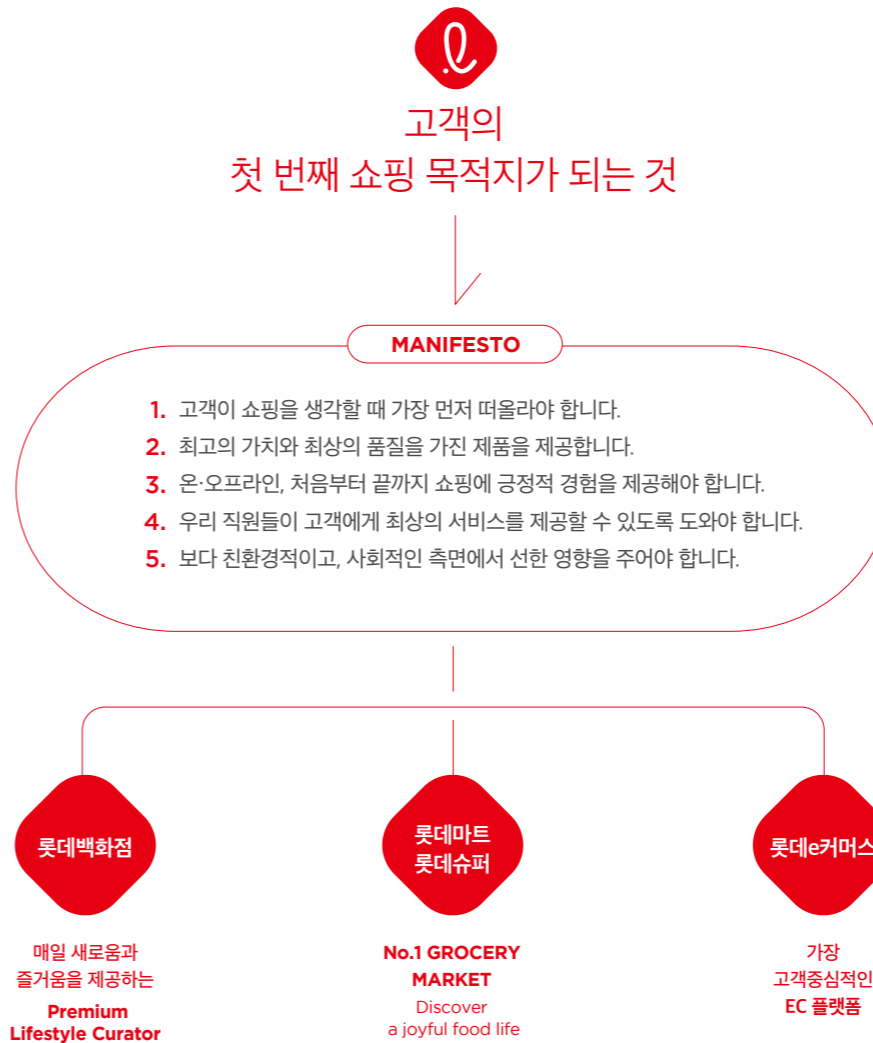 고객의
첫 번째 쇼핑 목적지가 되는 것
MANIFESTO
1. 고객이 쇼핑을 생각할 때 가장 먼저 떠올라야 합니다.
2. 최고의 가치와 최상의 품질을 가진 제품을 제공합니다.
3. 온·오프라인, 처음부터 끝까지 쇼핑에 긍정적 경험을 제공해야 합니다.
4. 우리 직원들이 고객에게 최상의 서비스를 제공할 수 있도록 도와야 합니다.
5. 보다 친환경적이고, 사회적인 측면에서 선한 영향을 주어야 합니다.
롯데백화점
매일 새로움과
즐거움을 제공하는
Premium
Lifestyle Curator
롯데마트
롯데슈퍼
No.1 GROCERY
MARKET
Discover
a joyful food life
롯데e커머스
가장
고객중심적인
EC 플랫폼